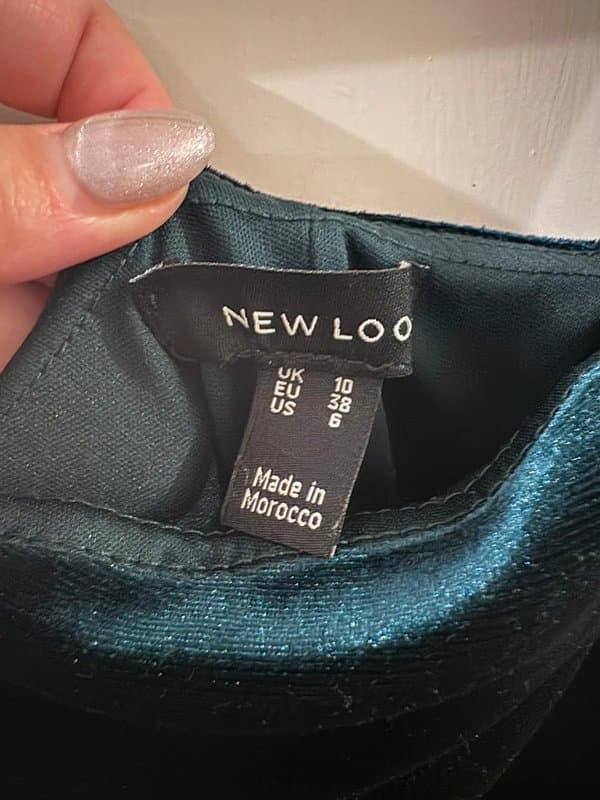 NEW LOO
UK 10
EU 38
US 6
Made in
Morocco